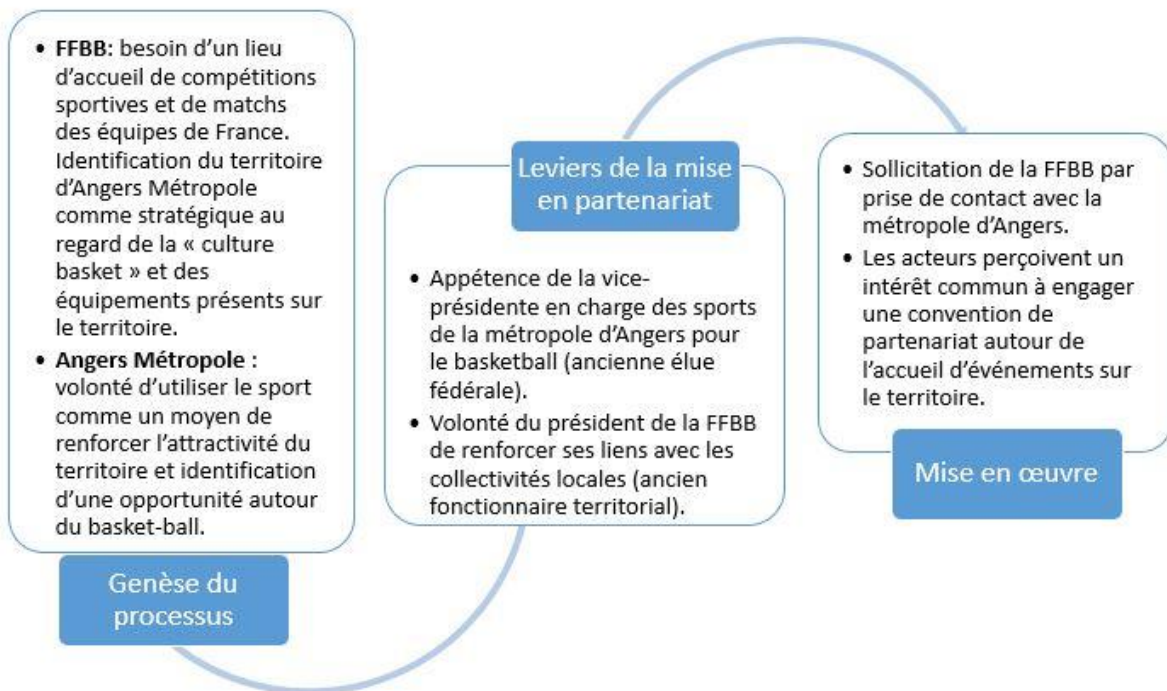 • FFBB: besoin d'un lieu
d'accueil de compétitions
sportives et de matchs
des équipes de France.
Identification du territoire
d'Angers Métropole
comme stratégique au
regard de la « culture
basket » et des
équipements présents sur
le territoire.
• Angers Métropole :
volonté d'utiliser le sport
comme un moyen de
renforcer l'attractivité du
territoire et identification
d'une opportunité autour
du basket-ball.
Genèse du
processus
Leviers de la mise
en partenariat
• Appétence de la vice-
présidente en charge des sports
de la métropole d'Angers pour
le basketball (ancienne élue
fédérale).
• Volonté du président de la FFBB
de renforcer ses liens avec les
collectivités locales (ancien
fonctionnaire territorial).
• Sollicitation de la FFBB par
prise de contact avec la
métropole d'Angers.
• Les acteurs perçoivent un
intérêt commun à engager
une convention de
partenariat autour de
l'accueil d'événements sur
le territoire.
Mise en œuvre